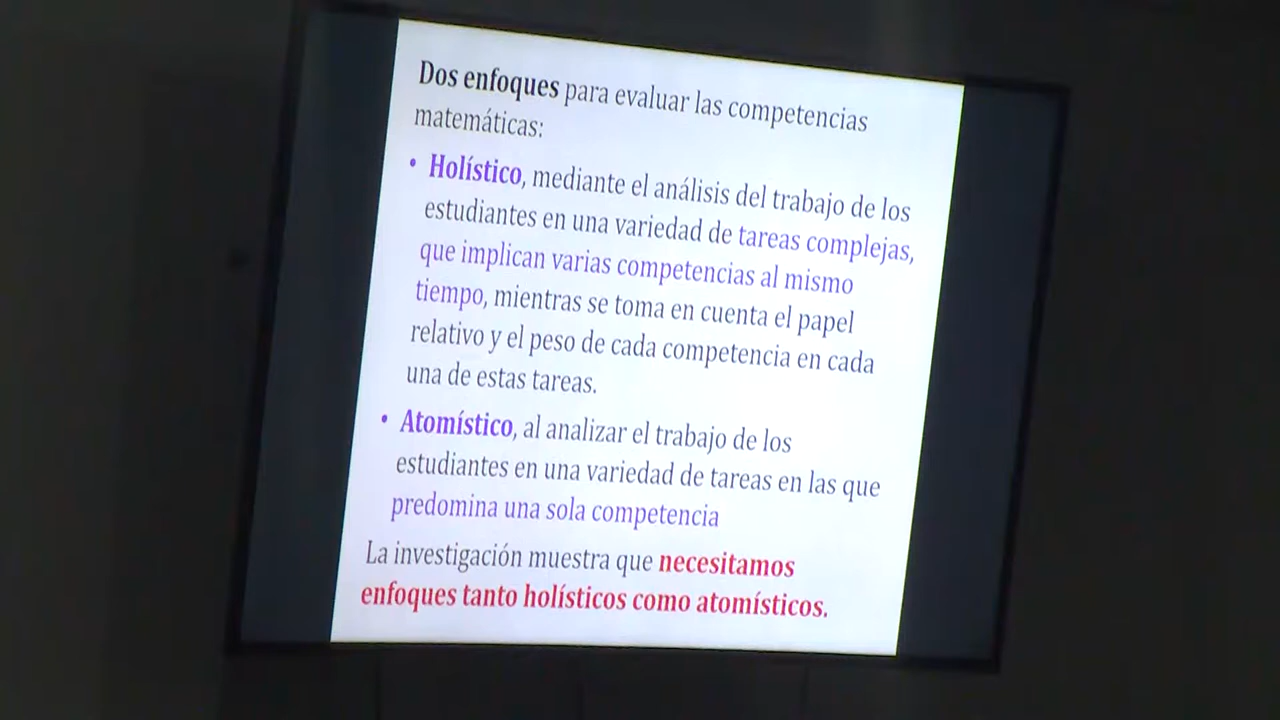 Dos enfoques para evaluar las competencias
matemáticas:
• Holístico, mediante el análisis del trabajo de los
estudiantes en una variedad de tareas complejas,
que implican varias competencias al mismo
tiempo, mientras se toma en cuenta el papel
relativo y el peso de cada competencia en cada
una de estas tareas.
• Atomístico, al analizar el trabajo de los
estudiantes en una variedad de tareas en las que
predomina una sola competencia
La investigación muestra que necesitamos
enfoques tanto holísticos como atomísticos.